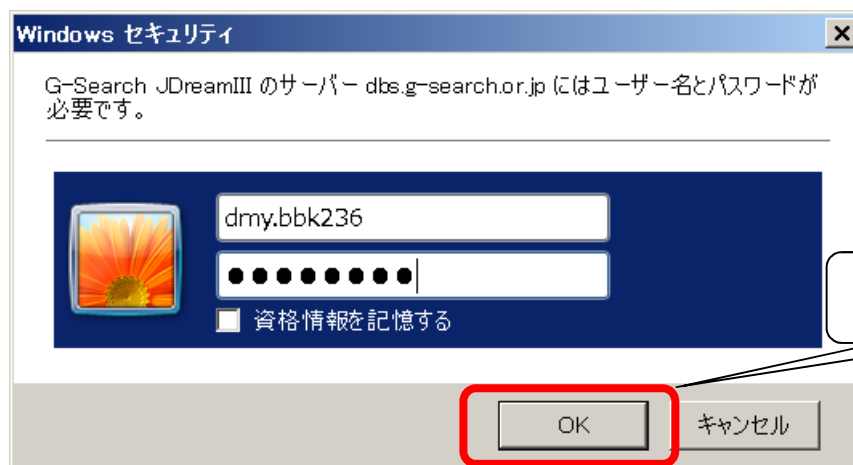 Windows セキュリティ
G-Search JDreamIII のサーバー dbs.g-search.or.jp にはユーザー名とパスワードが
必要です。
dmy.bbk236
●●●●●●●●
資格情報を記憶する
OK
キャンセル